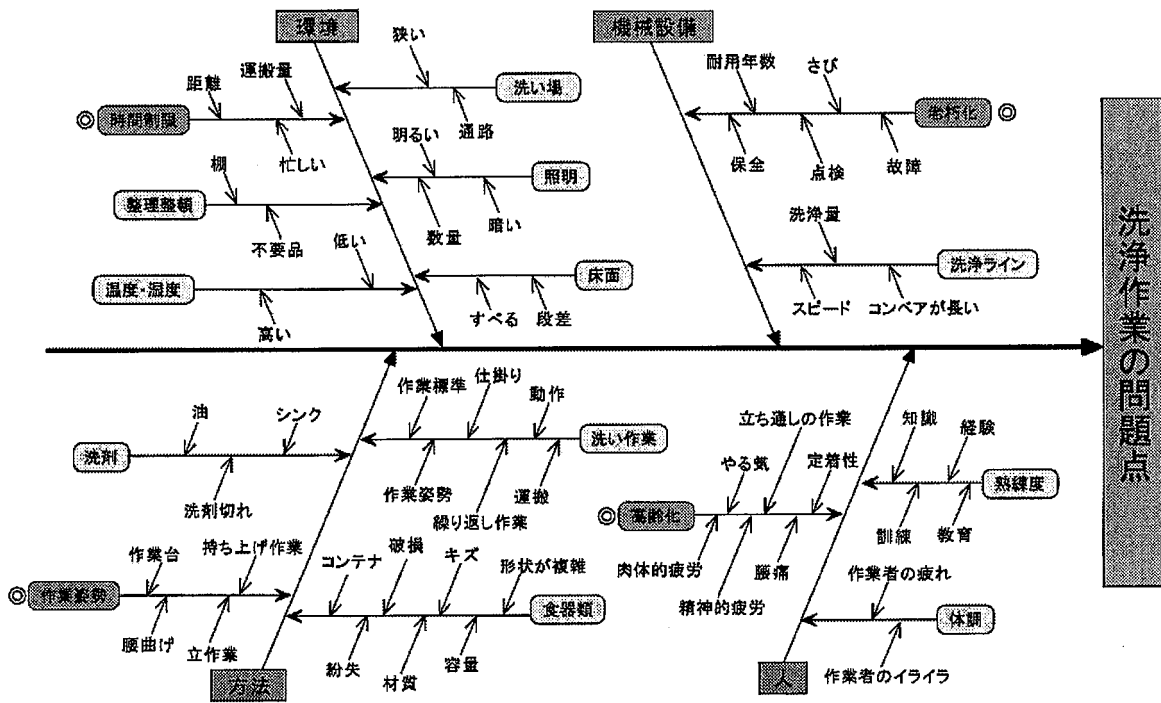 環境
機械設備
狭い
洗い場
通路
運搬量
距離
◎ 時間制限
忙しい
明るい
照明
数量
暗い
棚
整理整頓
不要品
低い
温度・湿度
高い
床面
すべる
段差
耐用年数
さび
老朽化 ◎
保全
点検
故障
洗浄量
洗浄ライン
スピード
コンベアが長い
洗浄作業の問題点
油
シンク
洗剤
洗剤切れ
作業標準
仕掛り
動作
洗い作業
作業姿勢
繰り返し作業
運搬
作業台
持ち上げ作業
◎ 作業姿勢
腰曲げ
立作業
コンテナ
破損
キズ
形状が複雑
食器類
紛失
材質
容量
方法
立ち通しの作業
やる気
定着性
◎ 高齢化
肉体的疲労
精神的疲労
腰痛
知識
経験
熟練度
訓練
教育
作業者の疲れ
体調
作業者のイライラ
人